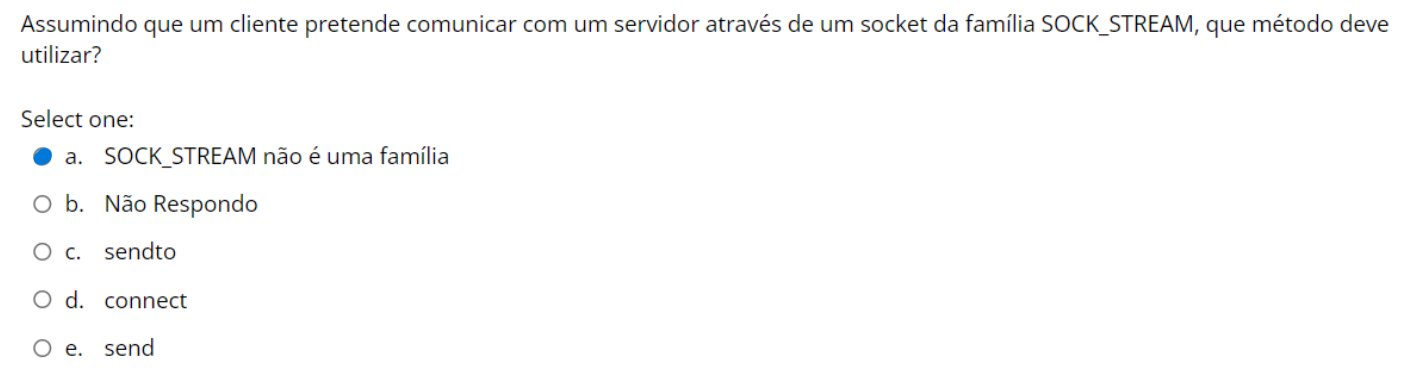 Assumindo que um cliente pretende comunicar com um servidor através de um socket da família SOCK_STREAM, que método deve
utilizar?
Select one:
a. SOCK_STREAM não é uma família
b. Não Respondo
c. sendto
d. connect
e. send